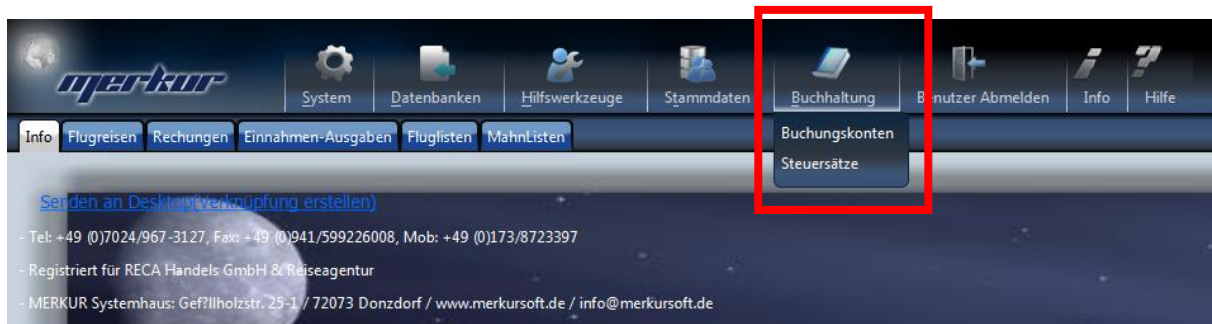 merkur
System Datenbanken Hilfswerkzeuge Stammdaten Buchhaltung Benutzer Abmelden Info Hilfe
Info Flugreisen Rechungen Einnahmen-Ausgaben Fluglisten MahnListen
Buchungskonten
Steuersätze
Senden an Desktop(Verknüpfung erstellen)
- Tel: +49 (0)7024/967-3127, Fax: +49 (0)941/599226008, Mob: +49 (0)173/8723397
- Registriert für RECA Handels GmbH & Reiseagentur
- MERKUR Systemhaus: Gef?llholzstr. 25-1 / 72073 Donzdorf / www.merkursoft.de / info@merkursoft.de